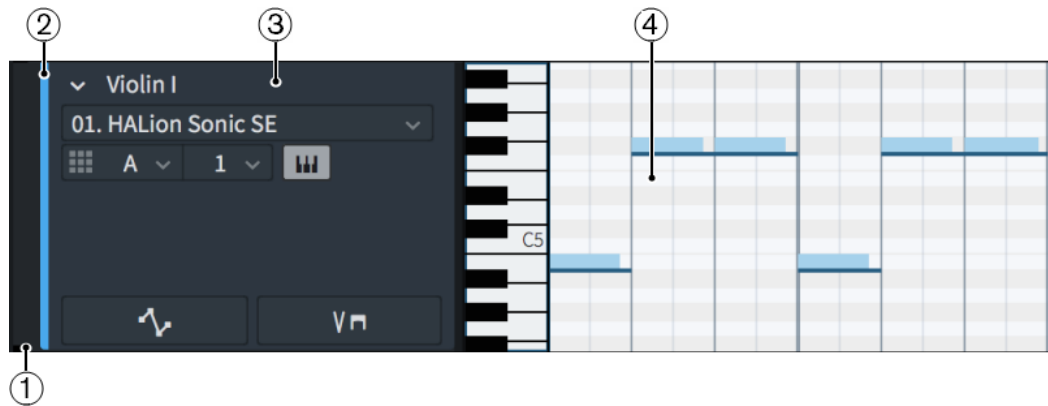 ② ③ ④
Violin I
01. HALion Sonic SE
A 1
C5
①